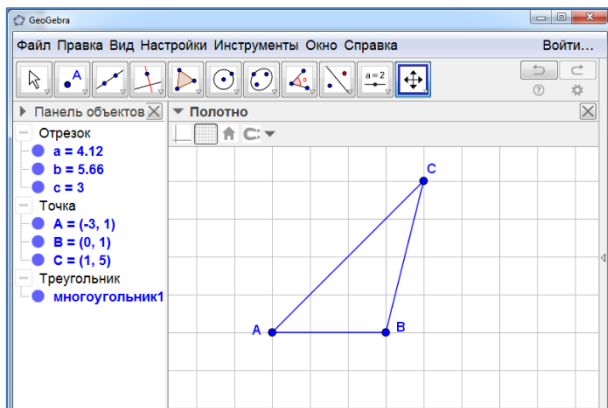 GeoGebra
Файл Правка Вид Настройки Инструменты Окно Справка Войти...
A a=2
Панель объектов Полотно
Отрезок
a = 4.12
b = 5.66
c = 3
Точка
A = (-3, 1)
B = (0, 1)
C = (1, 5)
Треугольник
многоугольник1
C
A B